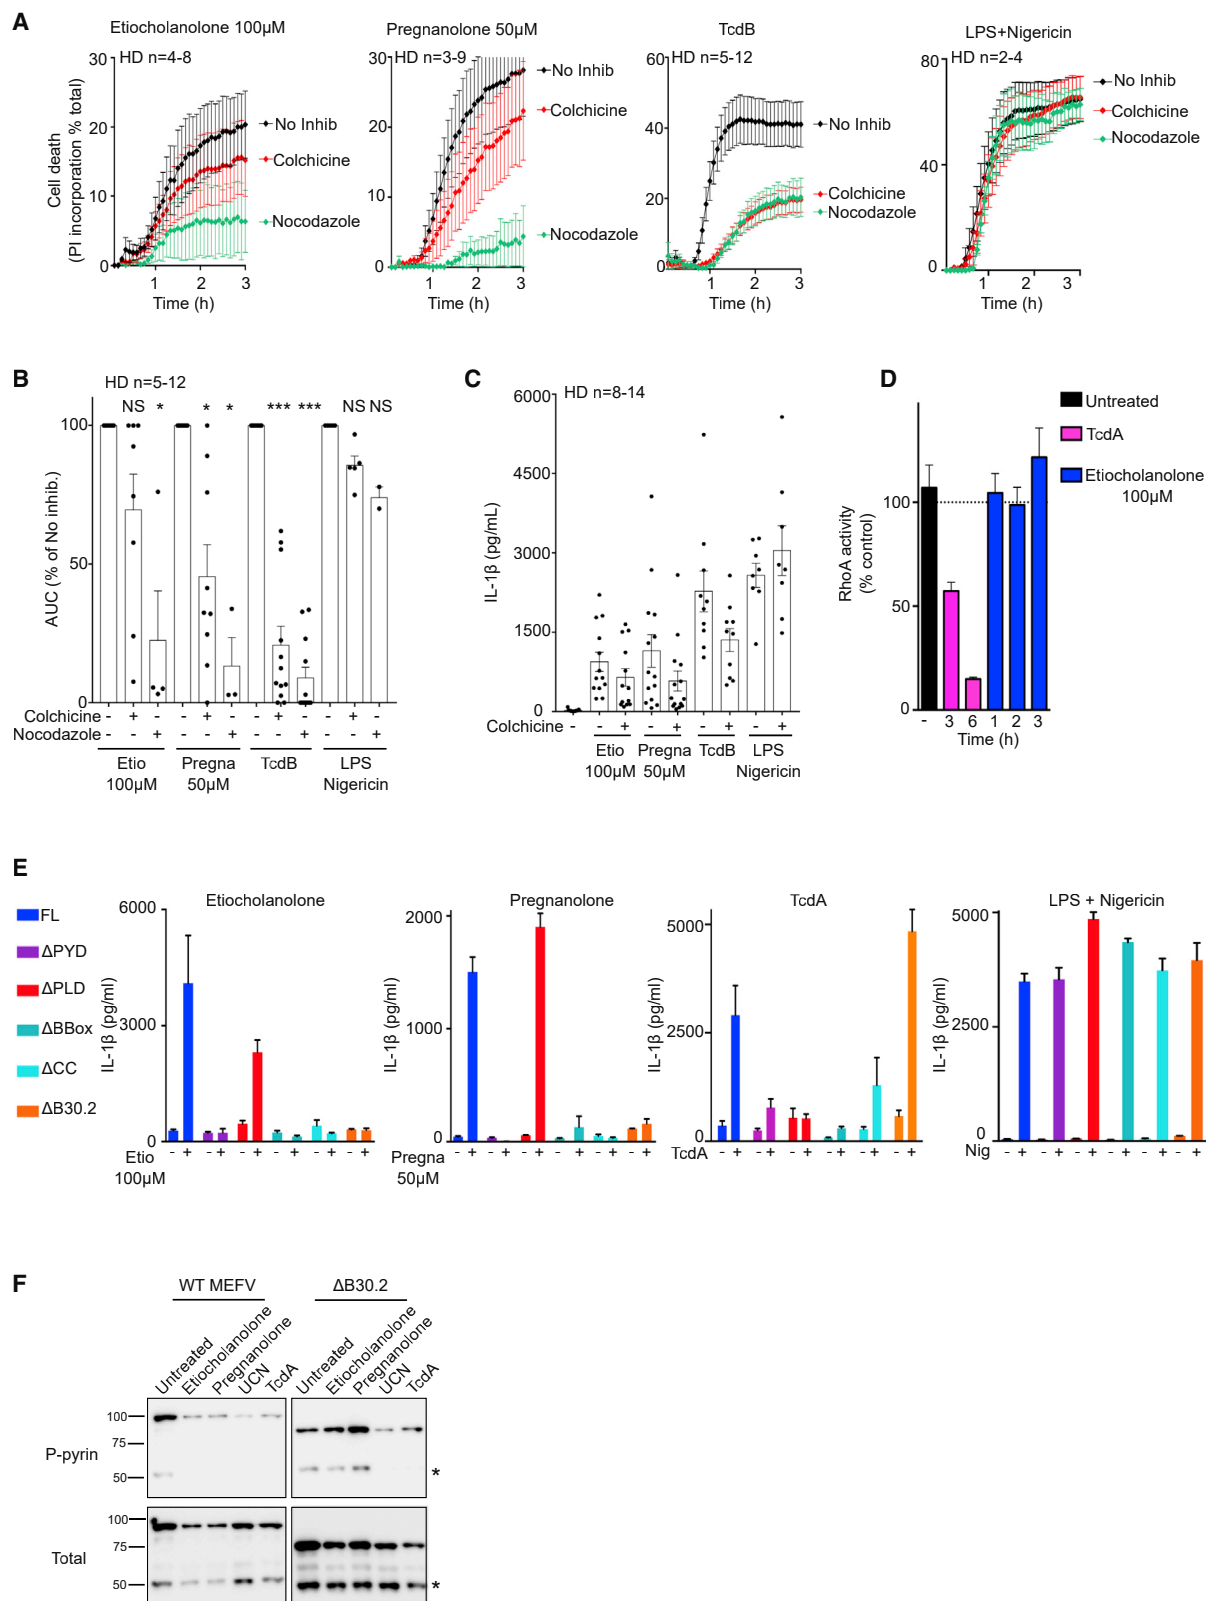 A
Etiocholanolone 100µM
Pregnanolone 50µM
TcdB
LPS+Nigericin
Cell death
(PI incorporation % total)
30
20
10
0
HD n=4-8
No Inhib
Colchicine
Nocodazole
1 2 3
Time (h)
30
20
10
0
HD n=3-9
No Inhib
Colchicine
Nocodazole
1 2 3
Time (h)
60
40
20
0
HD n=5-12
No Inhib
Colchicine
Nocodazole
1 2 3
Time (h)
80
40
0
HD n=2-4
No Inhib
Colchicine
Nocodazole
1 2 3
Time (h)
B
HD n=5-12
AUC (% of No inhib.)
100
50
0
NS * * * *** *** NS NS
Colchicine - + - - + - - + - - + -
Nocodazole - - + - - + - - + - - +
Etio
100µM
Pregna
50µM
TcdB
LPS
Nigericin
C
HD n=8-14
IL-1β (pg/mL)
6000
4500
3000
1500
0
Colchicine - - + - + - + - +
Etio
100µM
Pregna
50µM
TcdB
LPS
Nigericin
D
Untreated
TcdA
Etiocholanolone
100µM
RhoA activity
(% control)
100
50
0
- 3 6 1 2 3
Time (h)
E
FL
ΔPYD
ΔPLD
ΔBBox
ΔCC
ΔB30.2
Etiocholanolone
IL-1β (pg/ml)
6000
3000
0
Etio
100µM
- + - + - + - + - + - +
Pregnanolone
IL-1β (pg/ml)
2000
1000
0
Pregna
50µM
- + - + - + - + - + - +
TcdA
IL-1β (pg/ml)
5000
2500
0
TcdA - + - + - + - + - + - +
LPS + Nigericin
IL-1β (pg/ml)
5000
2500
0
Nig - + - + - + - + - + - +
F
WT MEFV
ΔB30.2
Untreated
Etiocholanolone
Pregnanolone
UCN
TcdA
Untreated
Etiocholanolone
Pregnanolone
UCN
TcdA
P-pyrin
100
75
50
*
Total
100
75
50
*